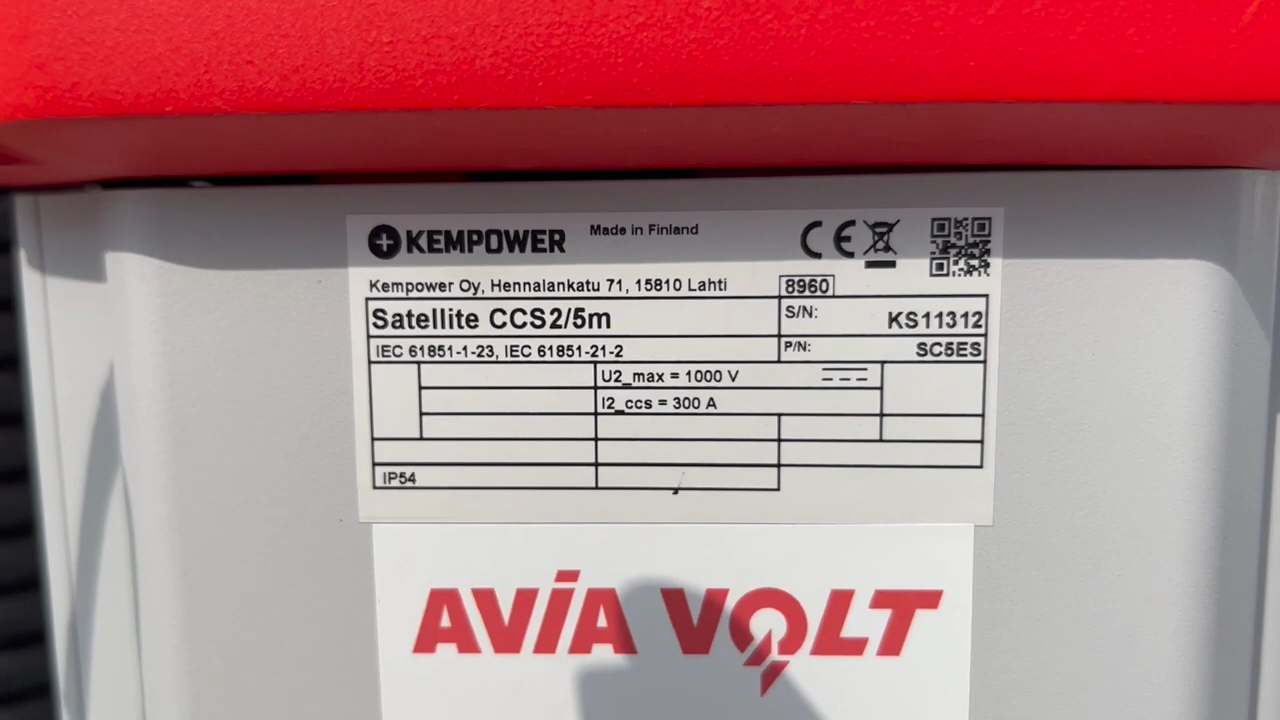 KEMPOWER Made in Finland CE
Kempower Oy, Hennalankatu 71, 15810 Lahti 8960
Satellite CCS2/5m S/N: KS11312
IEC 61851-1-23, IEC 61851-21-2 P/N: SC5ES
U2_max = 1000 V
I2_ccs = 300 A
IP54
AVIA VOLT